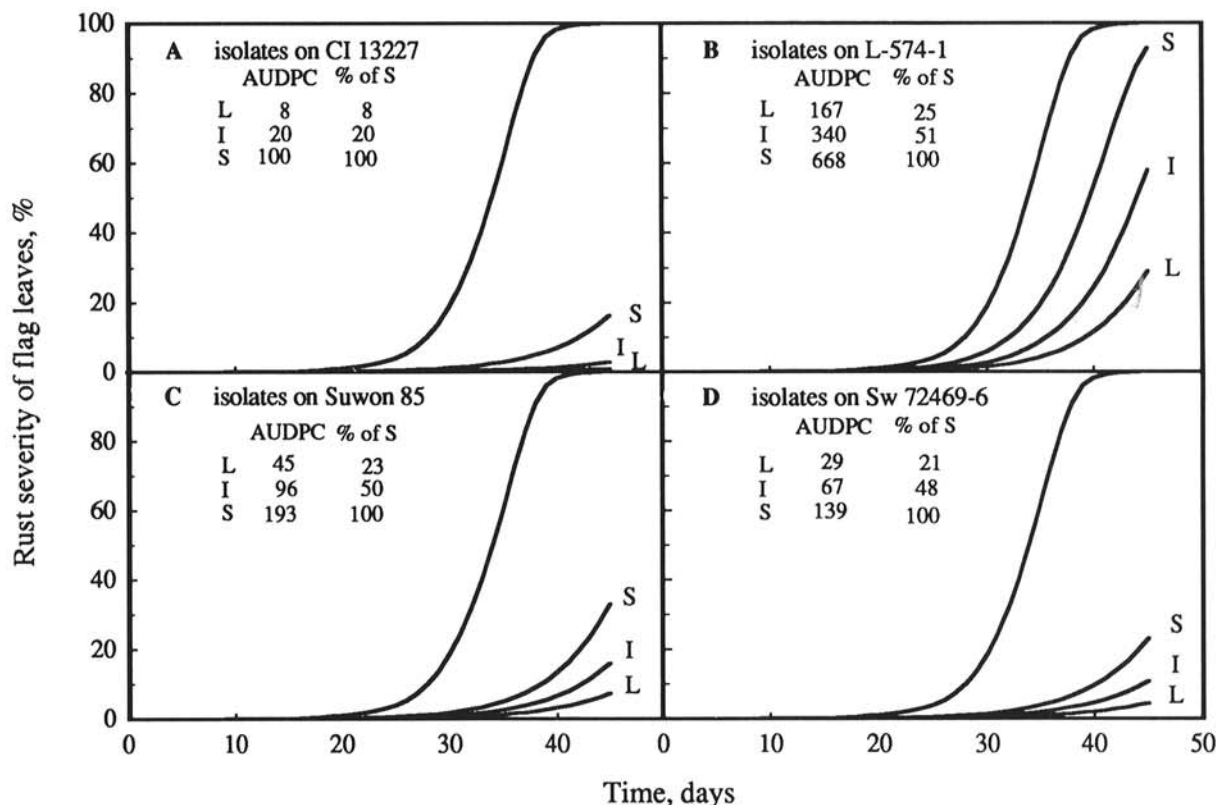 Rust severity of flag leaves, %
100
80
60
40
20
0
A isolates on CI 13227
AUDPC % of S
L 8 8
I 20 20
S 100 100
S
I
L
B isolates on L-574-1
AUDPC % of S
L 167 25
I 340 51
S 668 100
S
I
L
C isolates on Suwon 85
AUDPC % of S
L 45 23
I 96 50
S 193 100
S
I
L
80
60
40
20
0
D isolates on Sw 72469-6
AUDPC % of S
L 29 21
I 67 48
S 139 100
S
I
L
0 10 20 30 40 0 10 20 30 40 50
Time, days